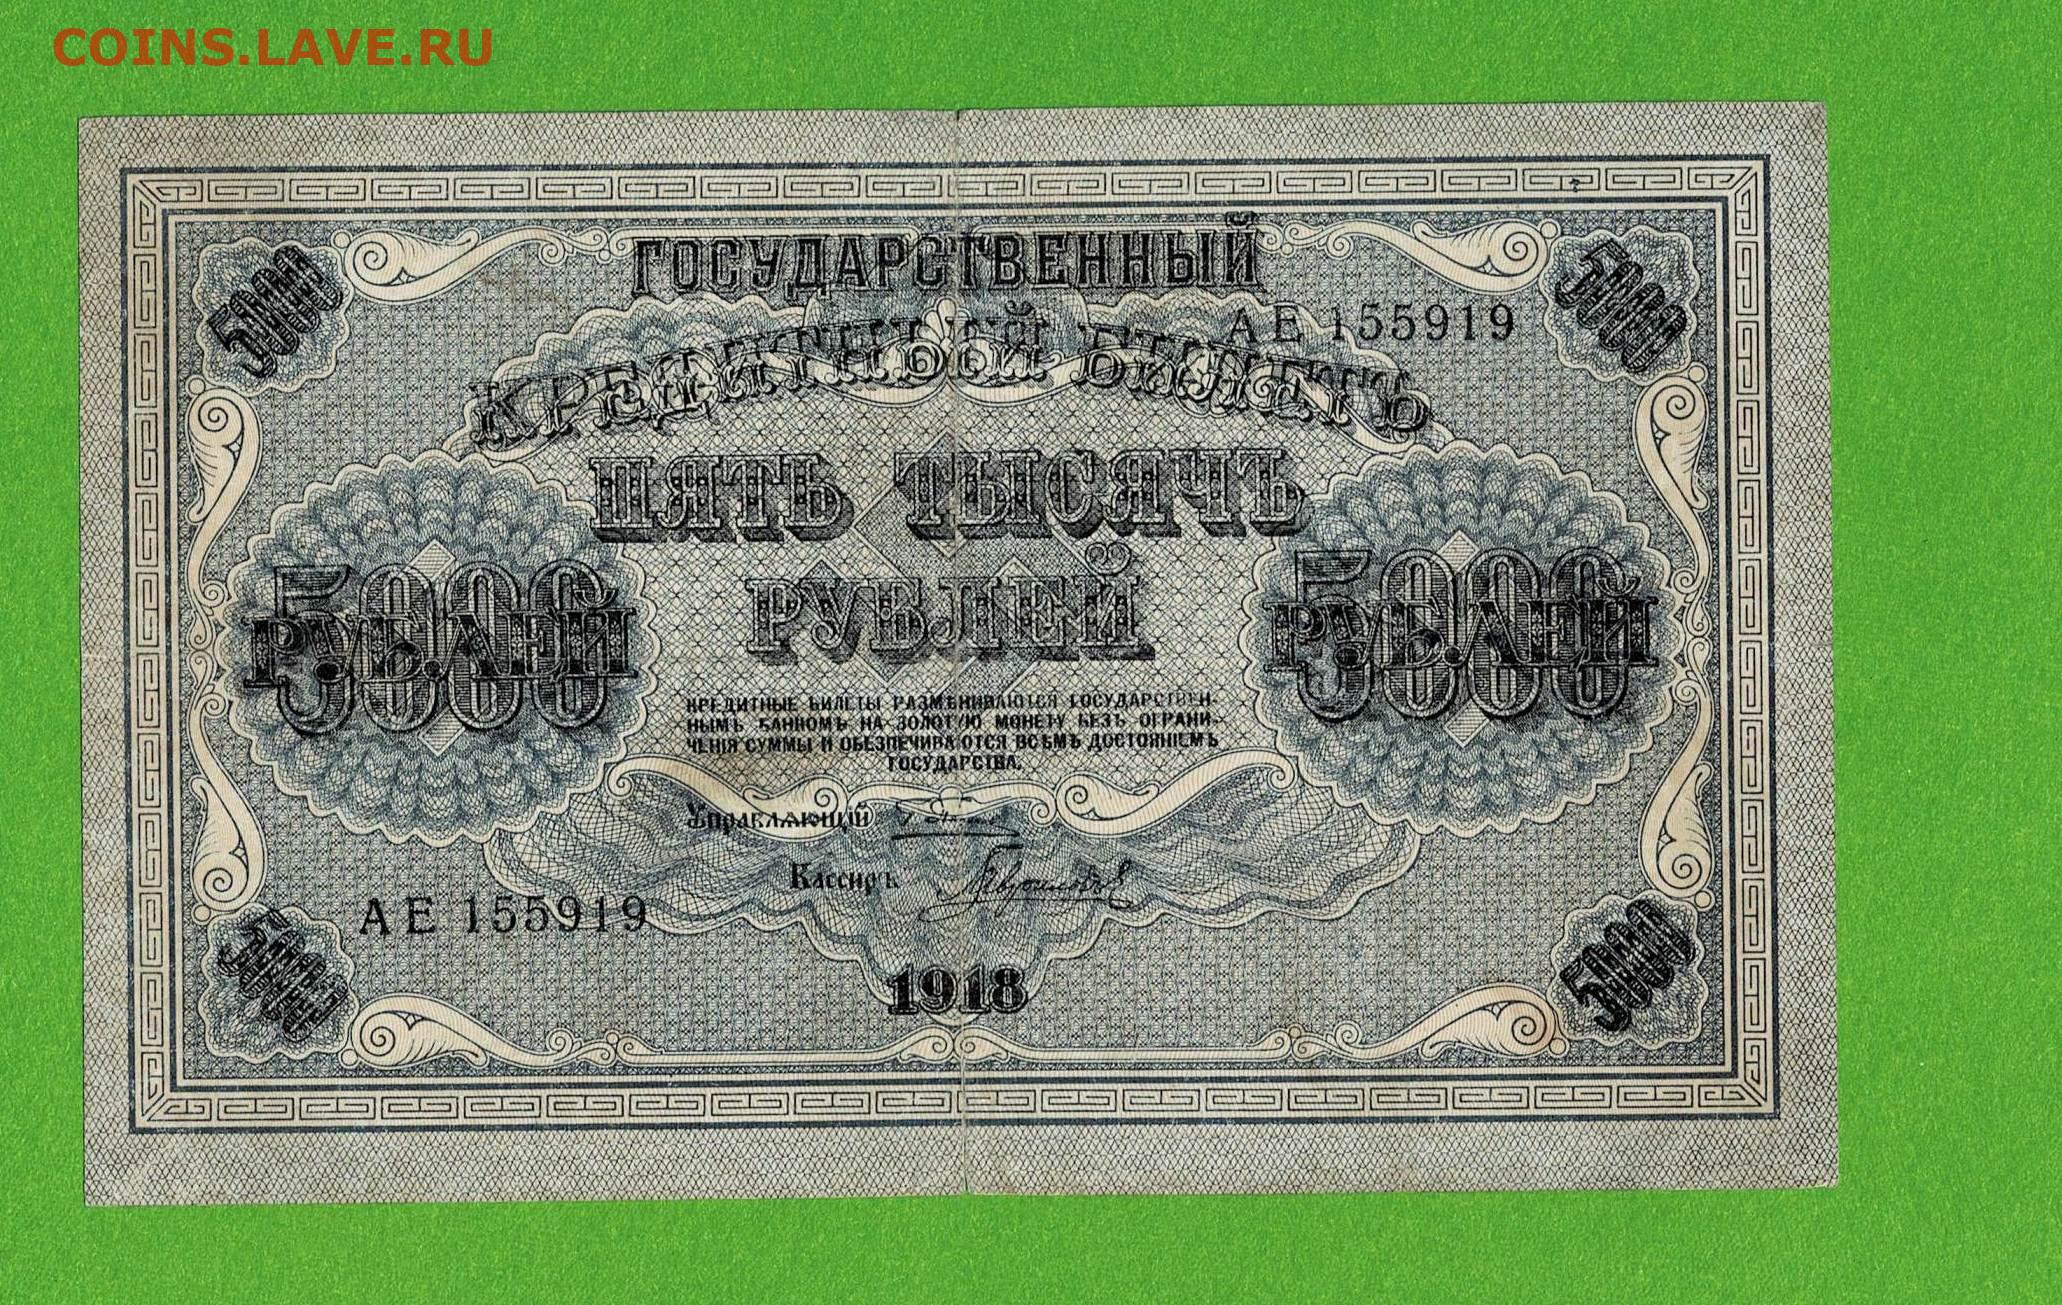 COINS.LAVE.RU
ГОСУДАРСТВЕННЫЙ
5000
5000
АЕ 155919
КРЕДИТНЫЙ БИЛЕТЪ
ПЯТЬ ТЫСЯЧЪ
РУБЛЕЙ
5000
РУБЛЕЙ
5000
РУБЛЕЙ
КРЕДИТНЫЕ БИЛЕТЫ РАЗМѢНИВАЮТСЯ ГОСУДАРСТВЕН-
НЫМЪ БАНКОМЪ НА ЗОЛОТУЮ МОНЕТУ БЕЗЪ ОГРАНИ-
ЧЕНІЯ СУММЫ И ОБЕЗПЕЧИВАЮТСЯ ВСѢМЪ ДОСТОЯНІЕМЪ
ГОСУДАРСТВА.
Управляющій
Кассиръ
АЕ 155919
5000
5000
1918